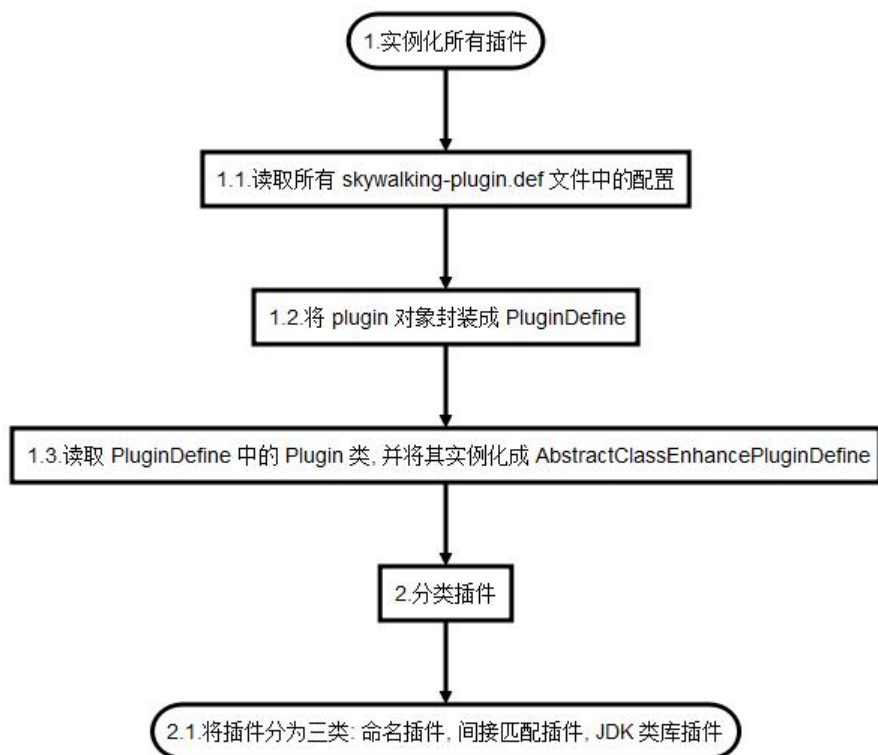 1.实例化所有插件
1.1.读取所有 skywalking-plugin.def 文件中的配置
1.2.将 plugin 对象封装成 PluginDefine
1.3.读取 PluginDefine 中的 Plugin 类, 并将其实例化成 AbstractClassEnhancePluginDefine
2.分类插件
2.1.将插件分为三类: 命名插件, 间接匹配插件, JDK 类库插件